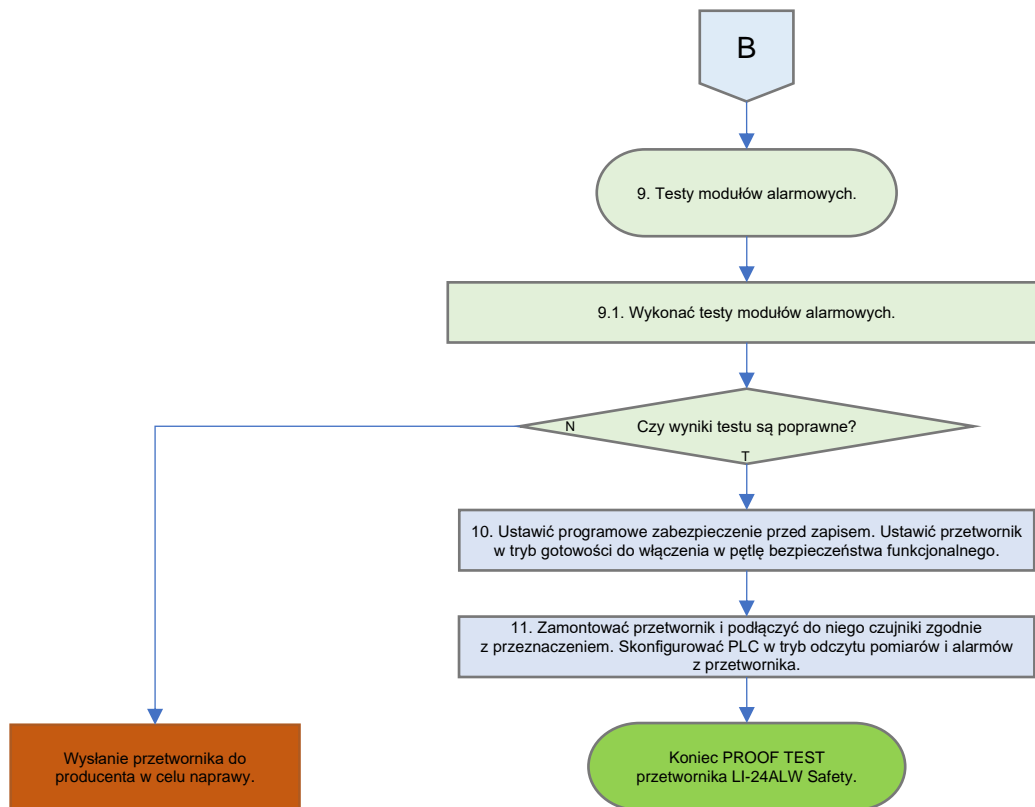 B
9. Testy modułów alarmowych.
9.1. Wykonać testy modułów alarmowych.
N
Czy wyniki testu są poprawne?
T
10. Ustawić programowe zabezpieczenie przed zapisem. Ustawić przetwornik
w tryb gotowości do włączenia w pętlę bezpieczeństwa funkcjonalnego.
11. Zamontować przetwornik i podłączyć do niego czujniki zgodnie
z przeznaczeniem. Skonfigurować PLC w tryb odczytu pomiarów i alarmów
z przetwornika.
Wysłanie przetwornika do
producenta w celu naprawy.
Koniec PROOF TEST
przetwornika LI-24ALW Safety.